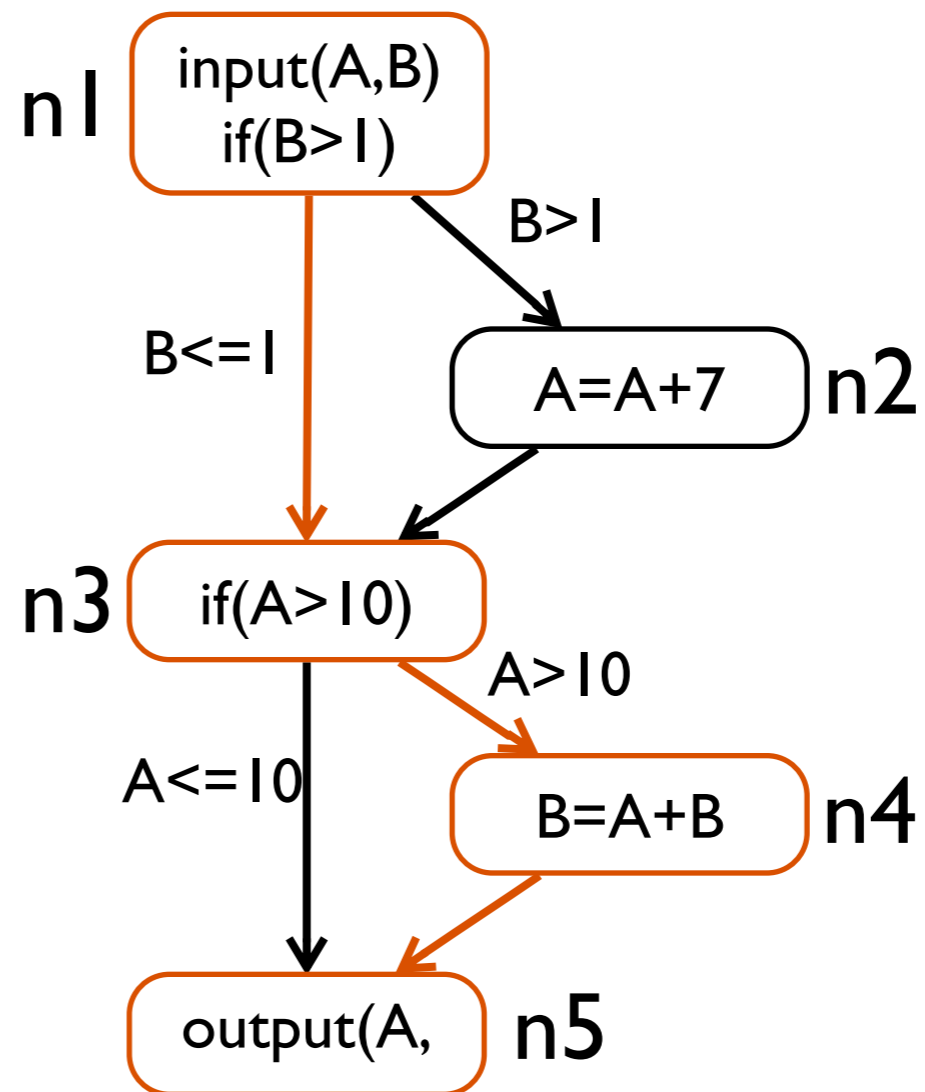 n1
input(A,B)
if(B>1)
B>1
B<=1
A=A+7
n2
n3
if(A>10)
A>10
A<=10
B=A+B
n4
output(A,
n5